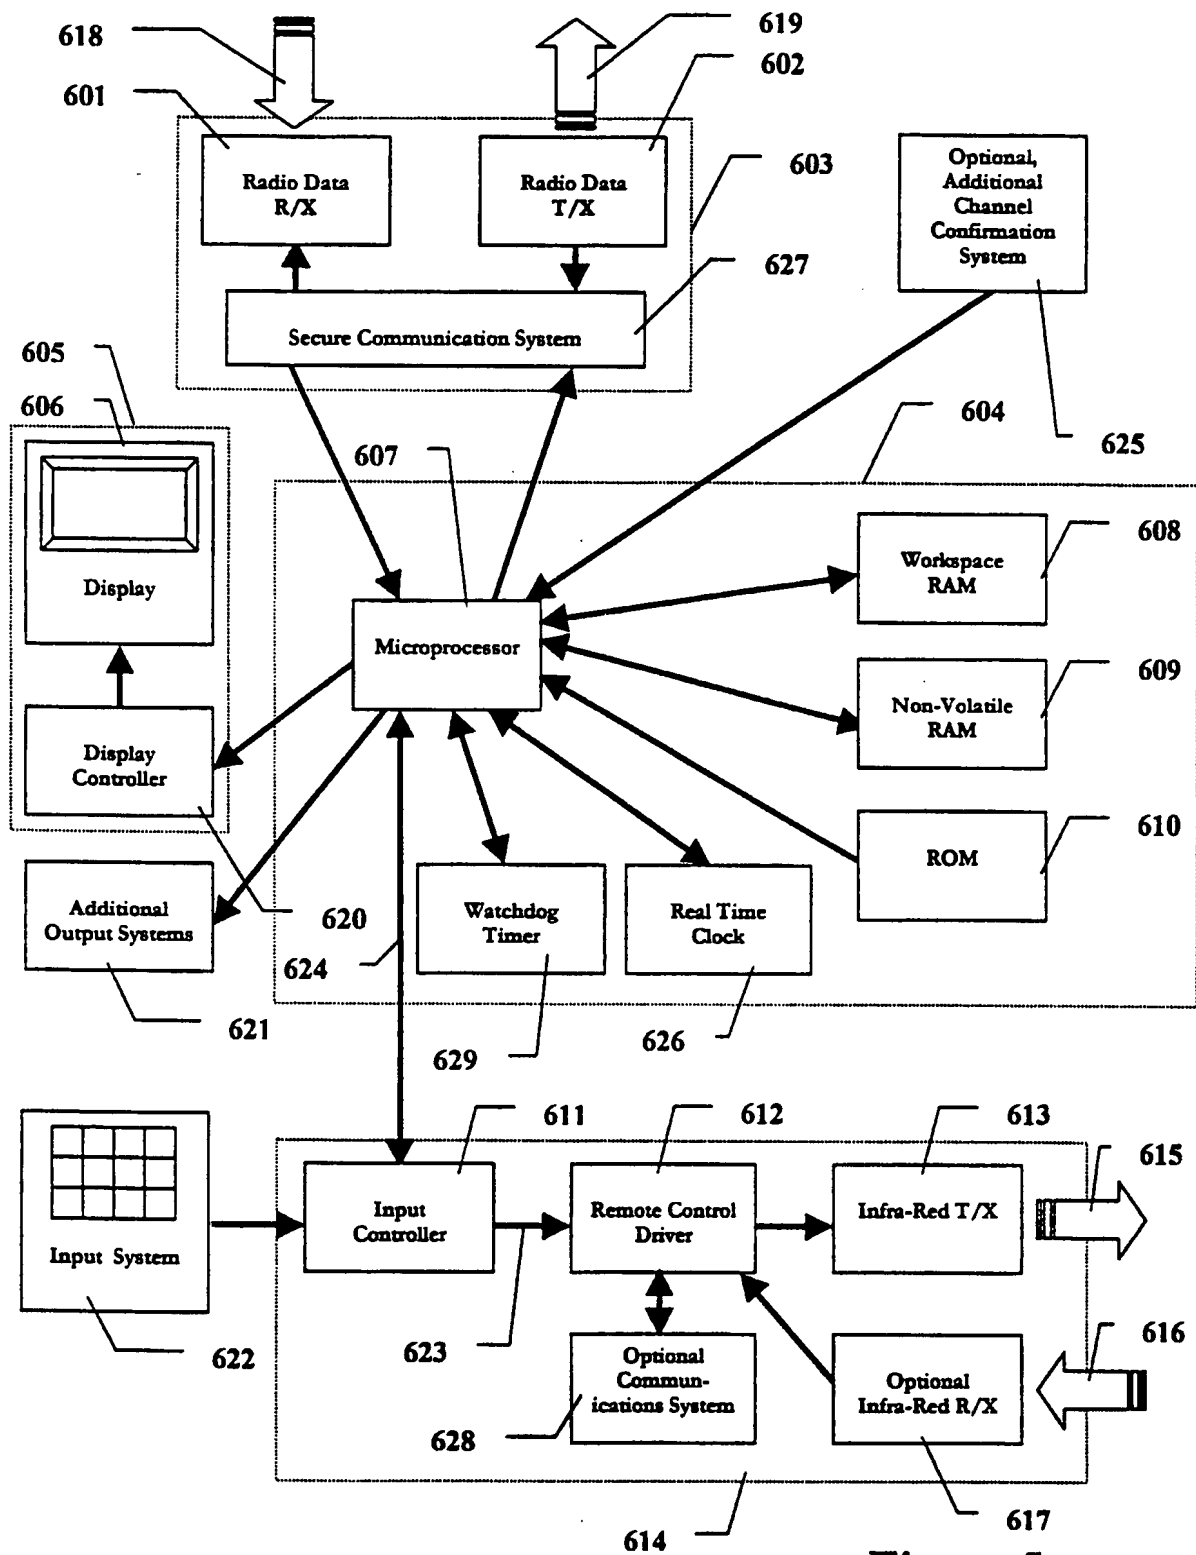 618
619
602
601
Radio Data
R/X
Radio Data
T/X
603
Optional,
Additional
Channel
Confirmation
System
627
Secure Communication System
605
606
604
625
607
608
Workspace
RAM
Display
Microprocessor
609
Non-Volatile
RAM
Display
Controller
610
ROM
Additional
Output Systems
620
Watchdog
Timer
Real Time
Clock
624
621
629
626
611
612
613
615
Input
Controller
Remote Control
Driver
Infra-Red T/X
Input System
616
622
623
Optional
Commun-
ications System
Optional
Infra-Red R/X
628
617
614